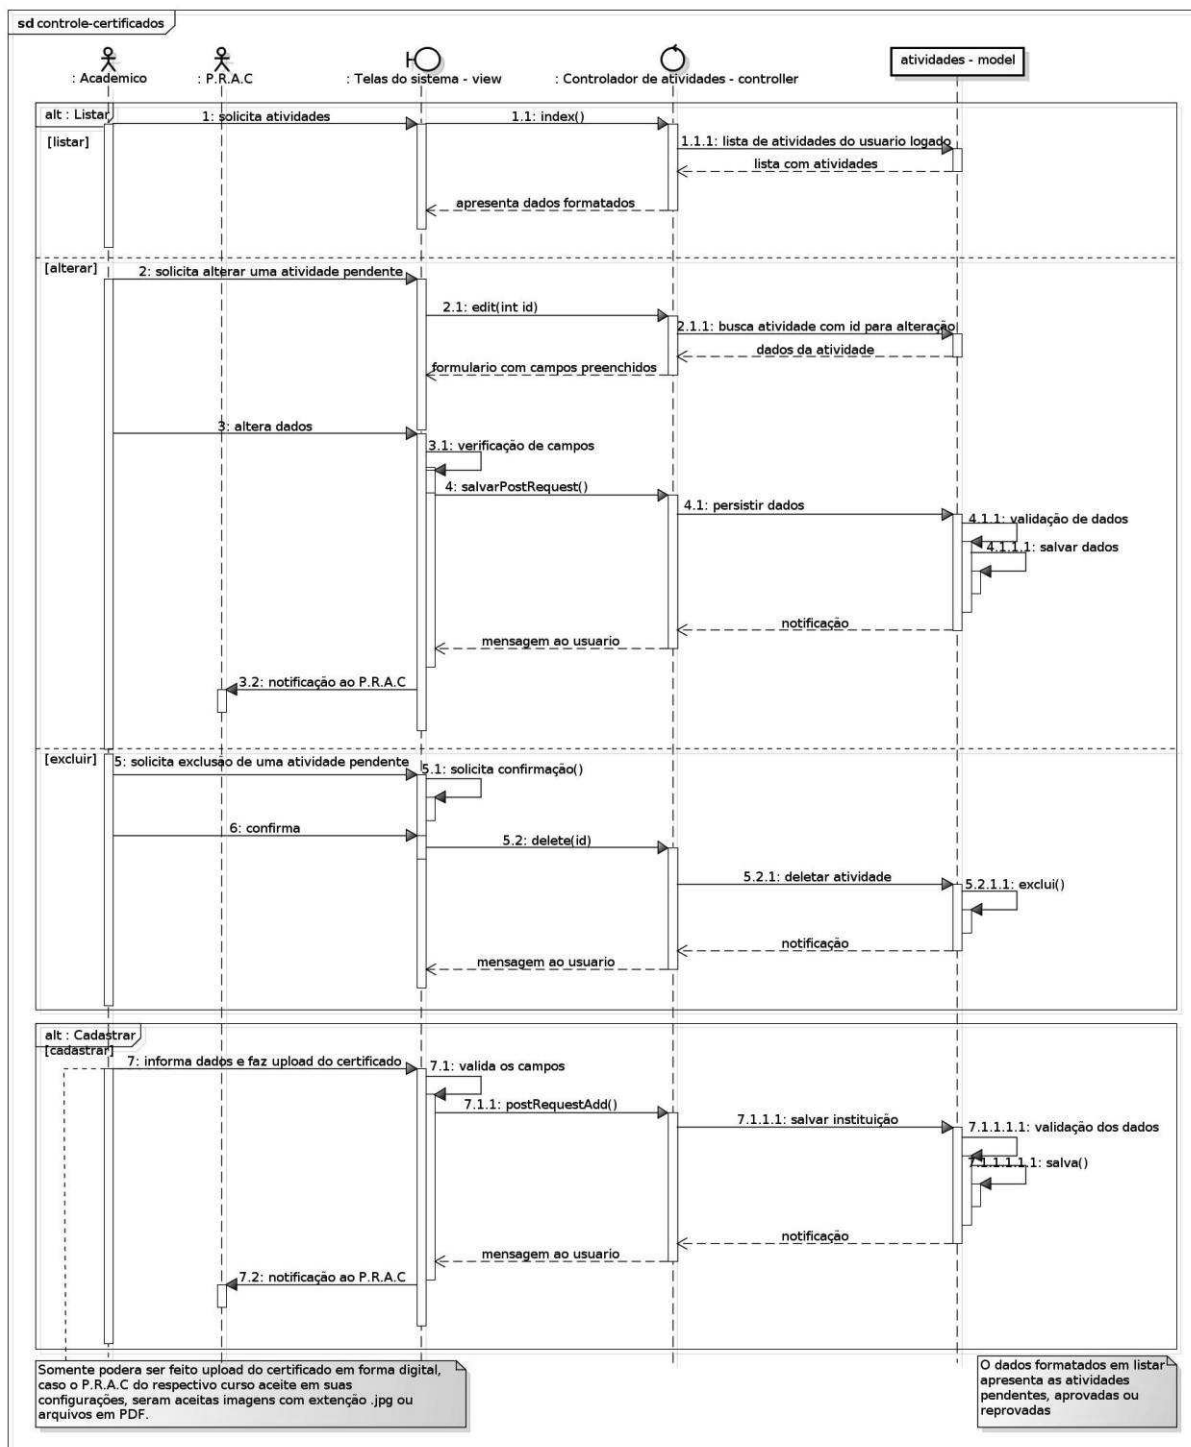 sd controle-certificados
: Academico
: P.R.A.C
: Telas do sistema - view
: Controlador de atividades - controller
atividades - model
alt : Listar
[listar]
1: solicita atividades
1.1: index()
1.1.1: lista de atividades do usuario logado
lista com atividades
apresenta dados formatados
[alterar]
2: solicita alterar uma atividade pendente
2.1: edit(int id)
2.1.1: busca atividade com id para alteração
dados da atividade
formulario com campos preenchidos
3: altera dados
3.1: verificação de campos
4: salvarPostRequest()
4.1: persistir dados
4.1.1: validação de dados
4.1.1.1: salvar dados
notificação
mensagem ao usuario
3.2: notificação ao P.R.A.C
[excluir]
5: solicita exclusão de uma atividade pendente
5.1: solicita confirmação()
6: confirma
5.2: delete(id)
5.2.1: deletar atividade
5.2.1.1: exclui()
notificação
mensagem ao usuario
alt : Cadastrar
[cadastrar]
7: informa dados e faz upload do certificado
7.1: valida os campos
7.1.1: postRequestAdd()
7.1.1.1: salvar instituição
7.1.1.1.1: validação dos dados
7.1.1.1.1.1: salva()
notificação
mensagem ao usuario
7.2: notificação ao P.R.A.C
Somente podera ser feito upload do certificado em forma digital,
caso o P.R.A.C do respectivo curso aceite em suas
configurações, seram aceitas imagens com extenção .jpg ou
arquivos em PDF.
O dados formatados em listar
apresenta as atividades
pendentes, aprovadas ou
reprovadas